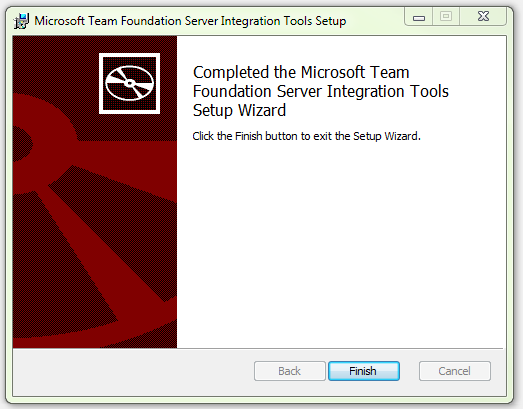 Microsoft Team Foundation Server Integration Tools Setup
Completed the Microsoft Team
Foundation Server Integration Tools
Setup Wizard
Click the Finish button to exit the Setup Wizard.
Back
Finish
Cancel